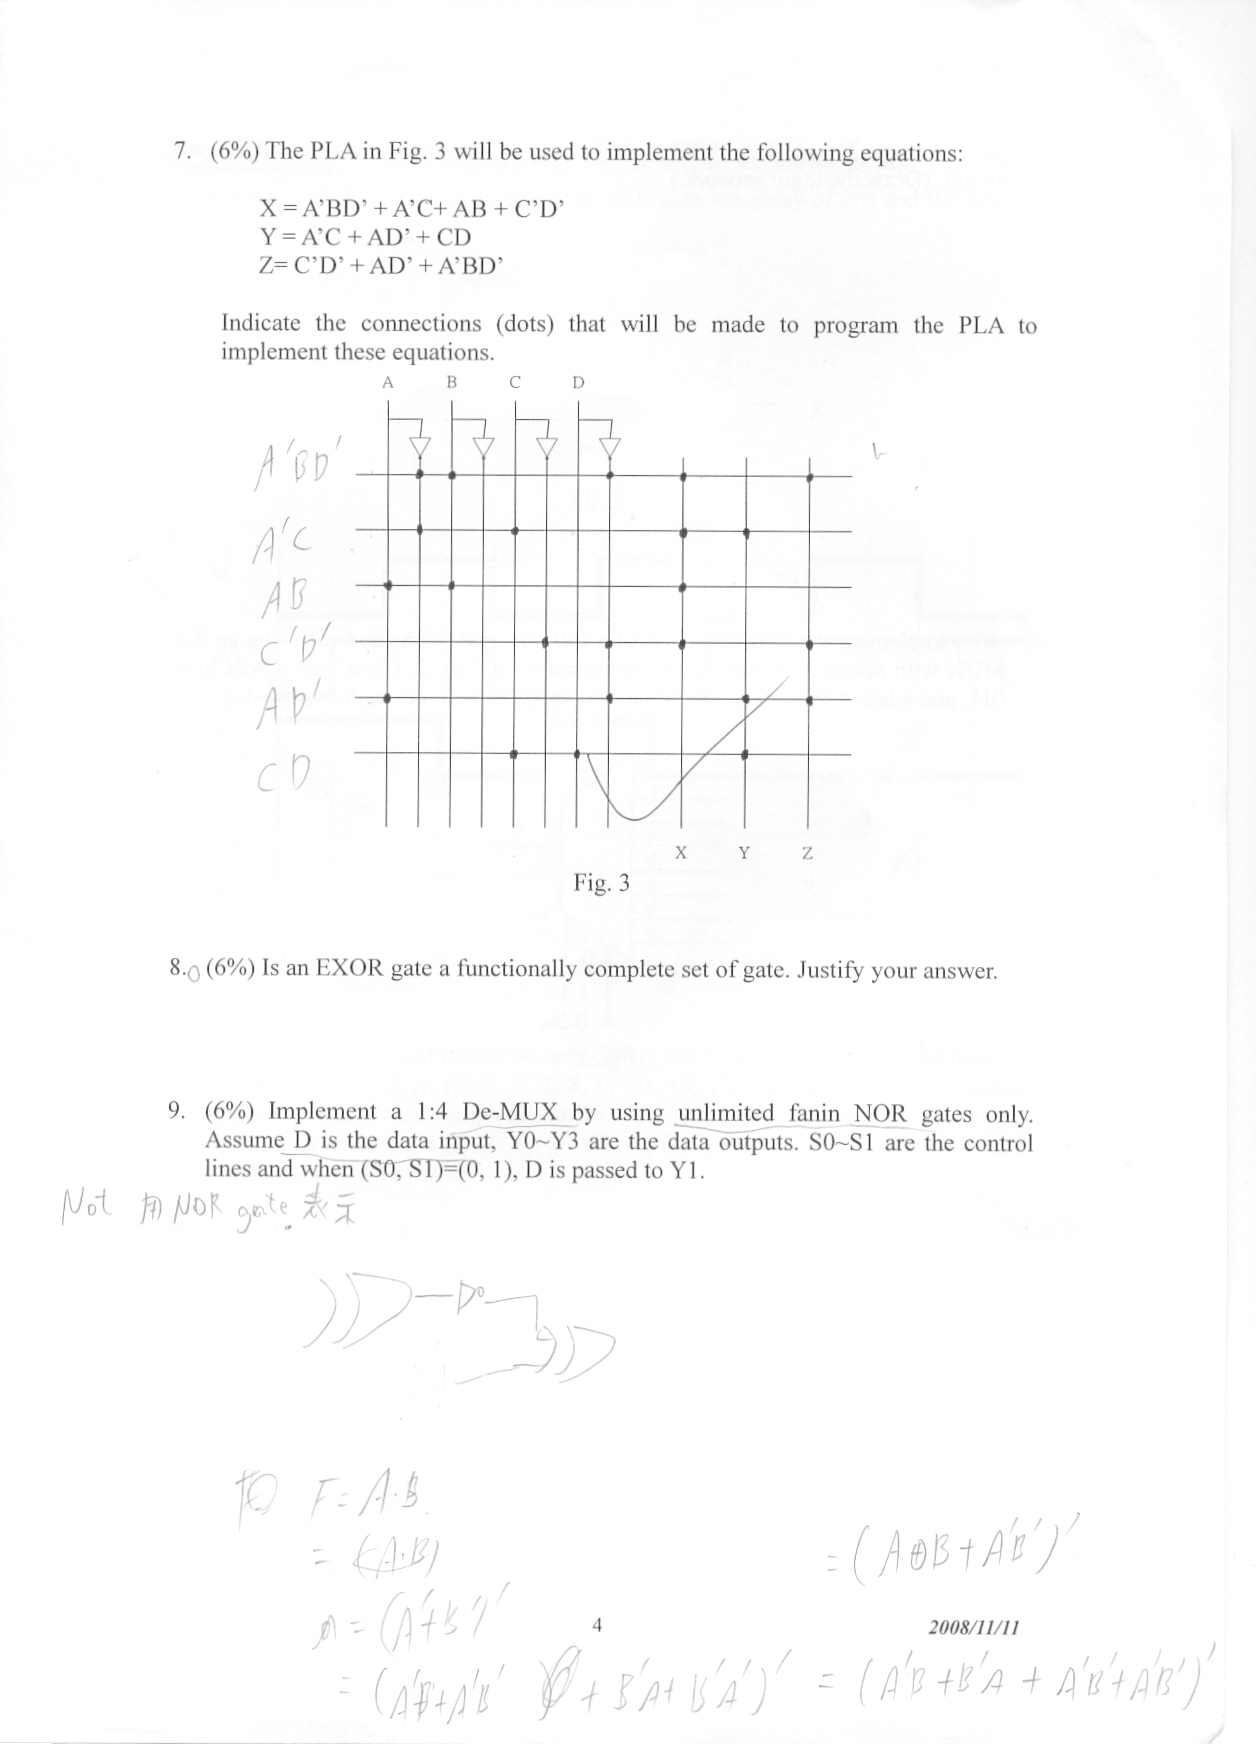 7. (6%) The PLA in Fig. 3 will be used to implement the following equations:
X = A’BD’ + A’C+ AB + C’D’
Y = A’C + AD’ + CD
Z= C’D’ + AD’ + A’BD’
Indicate the connections (dots) that will be made to program the PLA to
implement these equations.
A B C D
A'BD'
A'C
AB
C'D'
AD'
CD
X Y Z
Fig. 3
8. (6%) Is an EXOR gate a functionally complete set of gate. Justify your answer.
9. (6%) Implement a 1:4 De-MUX by using unlimited fanin NOR gates only.
Assume D is the data input, Y0~Y3 are the data outputs. S0~S1 are the control
lines and when (S0, S1)=(0, 1), D is passed to Y1.
Not 用 NOR gate 表示
F = A·B
= (A·B)
= (A'+B')'
= (A⊕B+A'B')'
4
2008/11/11
= (A'B'+A'B + B'A+B'A')' = (A'B+B'A + A'B'+A'B')'